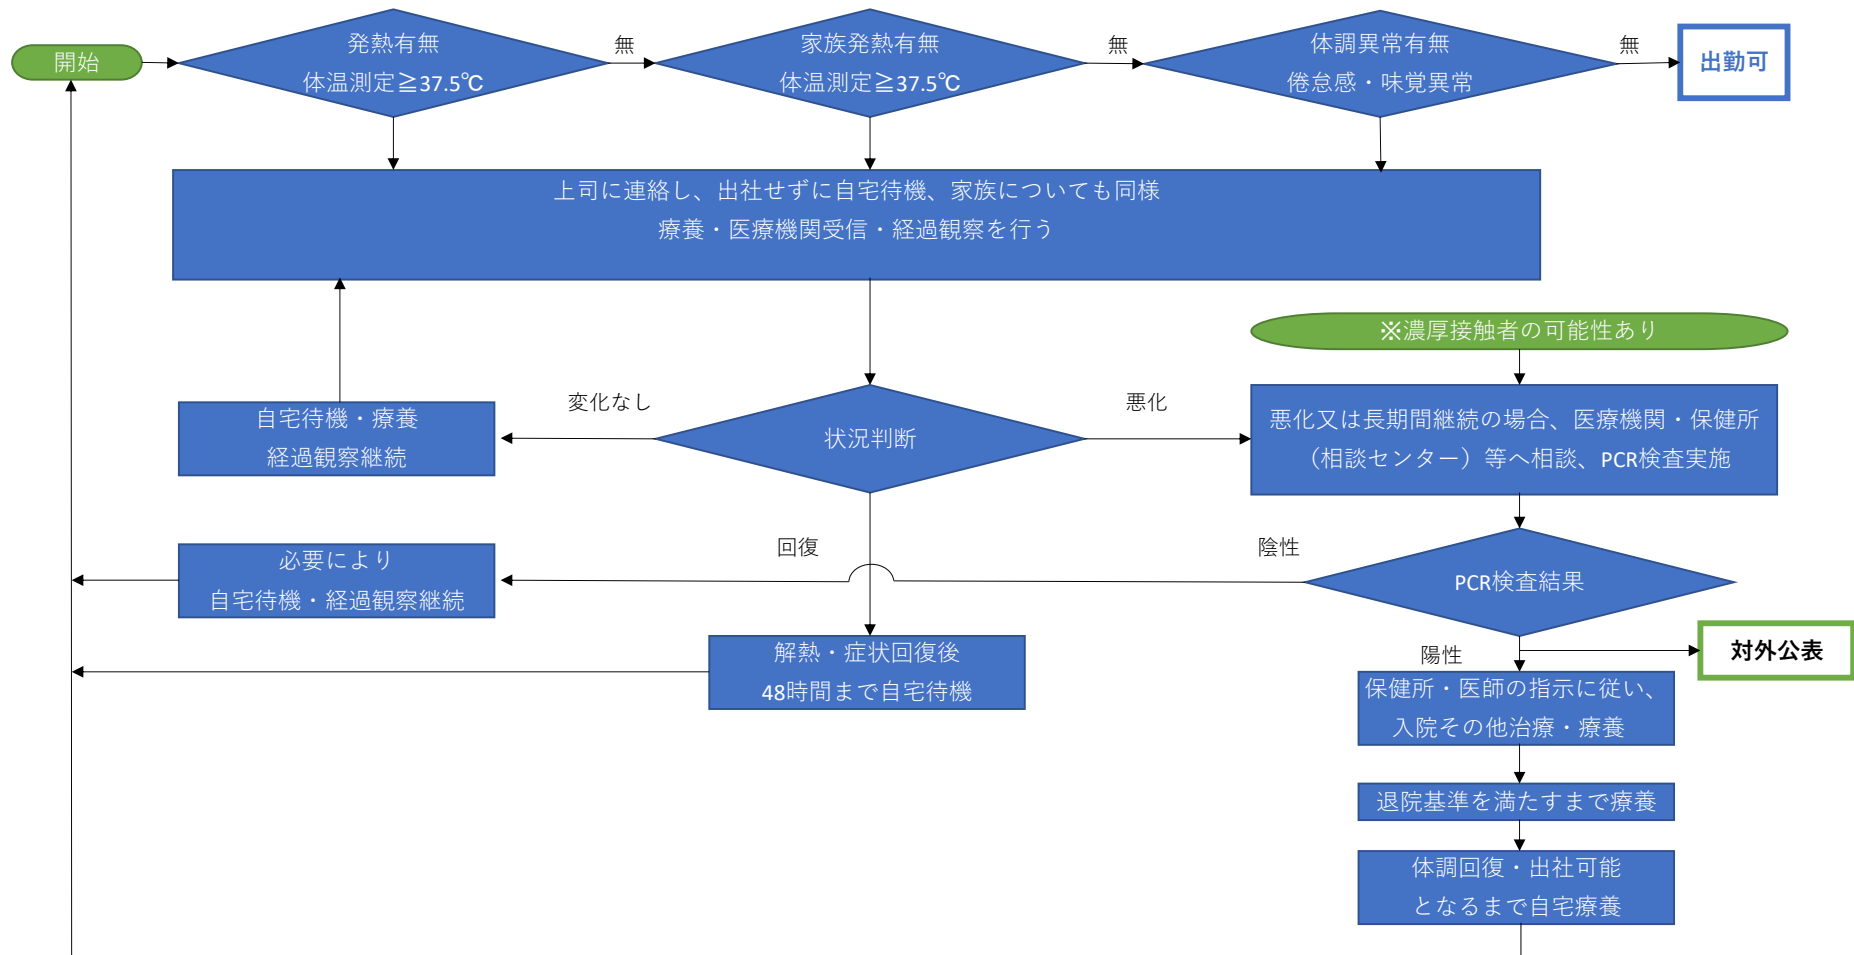 開始
発熱有無
体温測定≧37.5℃
無
家族発熱有無
体温測定≧37.5℃
無
体調異常有無
倦怠感・味覚異常
無
出勤可
上司に連絡し、出社せずに自宅待機、家族についても同様
療養・医療機関受信・経過観察を行う
※濃厚接触者の可能性あり
自宅待機・療養
経過観察継続
変化なし
状況判断
悪化
悪化又は長期間継続の場合、医療機関・保健所
（相談センター）等へ相談、PCR検査実施
必要により
自宅待機・経過観察継続
回復
陰性
PCR検査結果
解熱・症状回復後
48時間まで自宅待機
陽性
対外公表
保健所・医師の指示に従い、
入院その他治療・療養
退院基準を満たすまで療養
体調回復・出社可能
となるまで自宅療養